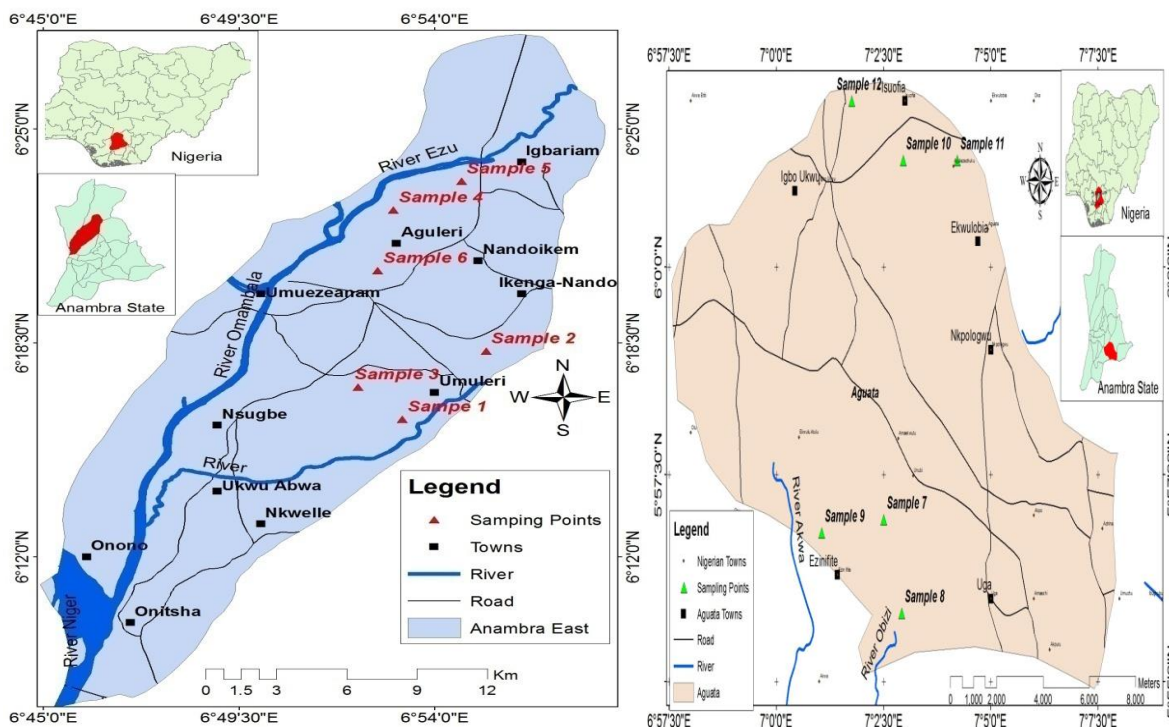 6°45'0"E
6°49'30"E
6°54'0"E
Nigeria
Anambra State
6°25'0"N
6°18'30"N
6°12'0"N
River Ezu
Igbariam
Sample 5
Sample 4
Aguleri
Nandoikem
Sample 6
Ikenga-Nando
Umuezeanam
River Omambela
Sample 2
Sample 3
Umuleri
Sampe 1
Nsugbe
River
Ukwu Abwa
Nkwelle
Onono
Onitsha
River Niger
N
W
E
S
Legend
Samping Points
Towns
River
Road
Anambra East
Km
0 1.5 3 6 9 12
6°45'0"E
6°49'30"E
6°54'0"E
6°57'30"E
7°0'0"E
7°2'30"E
7°5'0"E
7°7'30"E
Sample 12
Isuofia
Sample 10
Sample 11
Igbo Ukwu
Ekwulobia
Nkpologwu
Aguata
Sample 9
Sample 7
Ezinifite
Uga
Sample 8
River Akwa
River Obizi
6°0'0"N
5°57'30"N
N
W
E
S
Nigeria
Anambra State
6°0'0"N
5°57'30"N
Legend
Nigerian Towns
Sampling Points
Aguata Towns
Road
River
Aguata
Meters
0 1,000 2,000 4,000 6,000 8,000
6°57'30"E
7°0'0"E
7°2'30"E
7°5'0"E
7°7'30"E